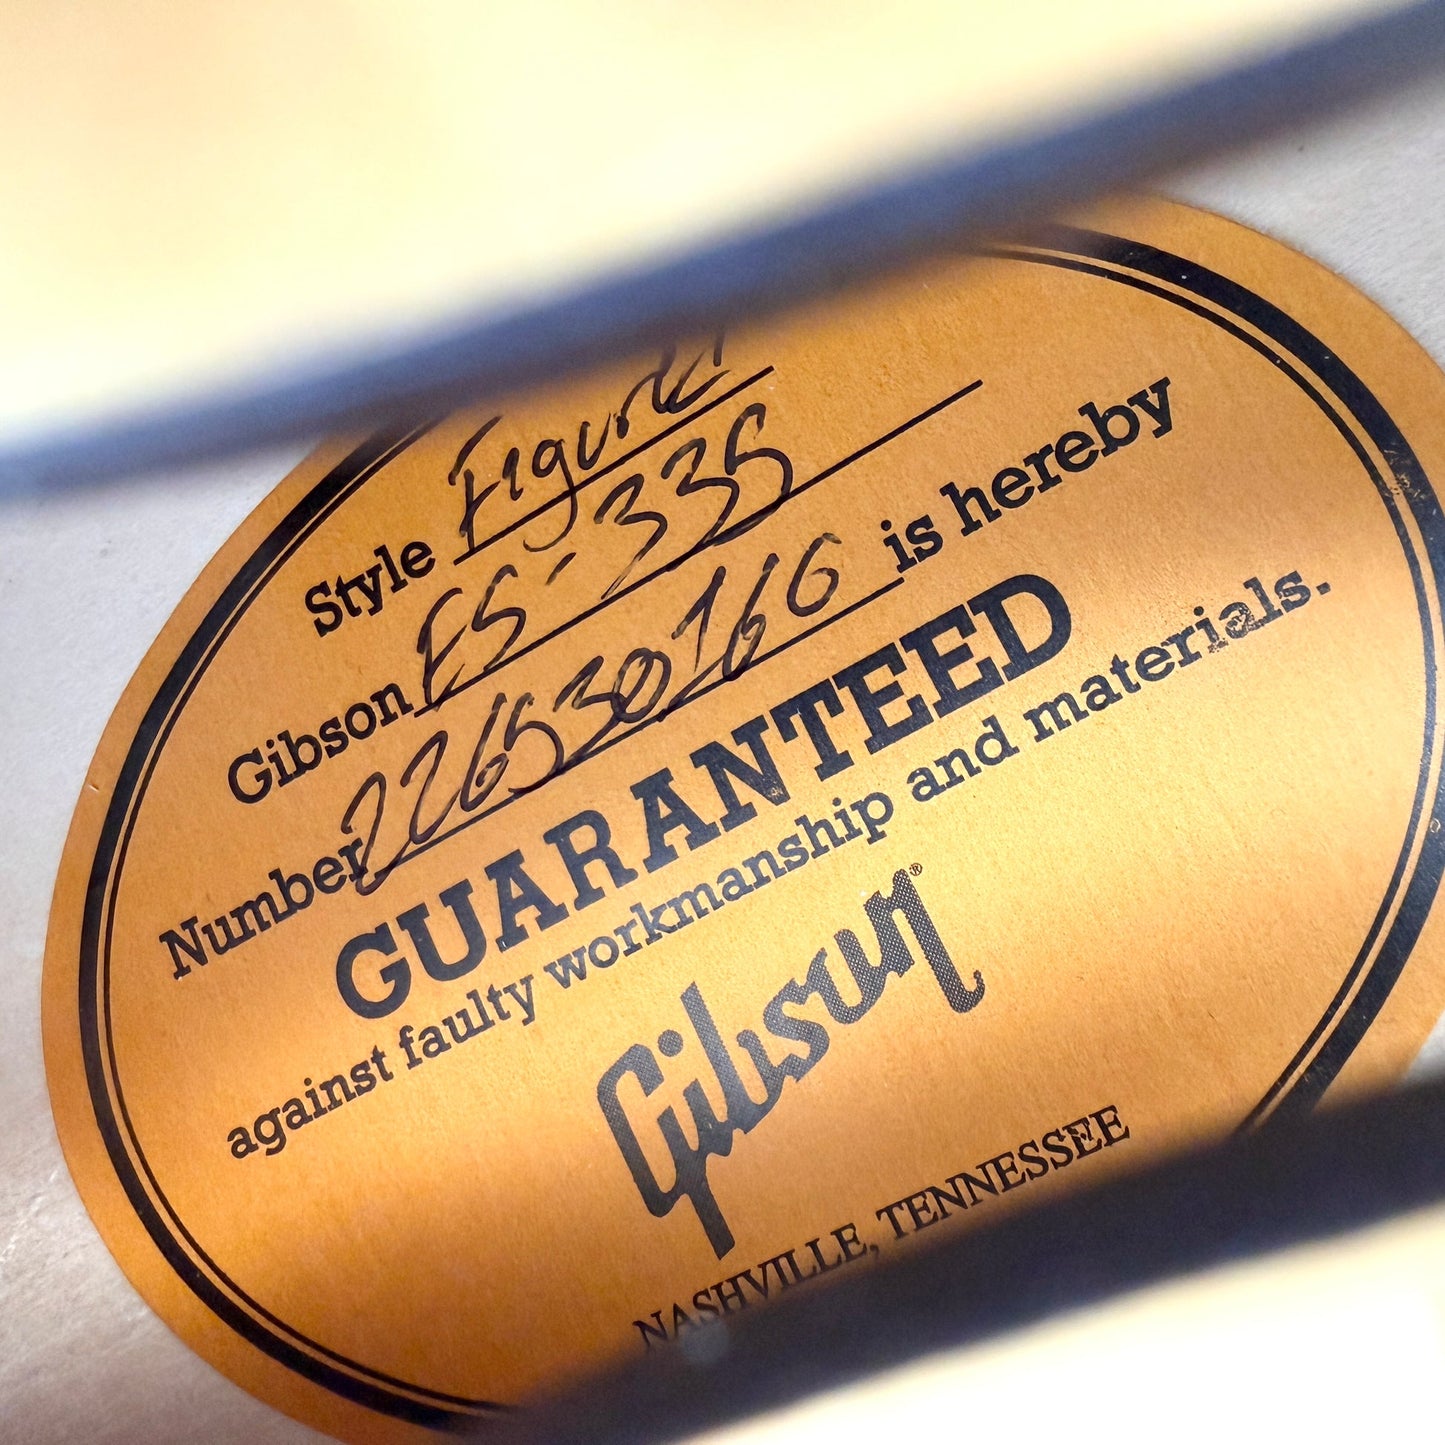 Style Figured
Gibson ES-335
Number 226530166 is hereby
GUARANTEED
against faulty workmanship and materials.
Gibson®
NASHVILLE, TENNESSEE